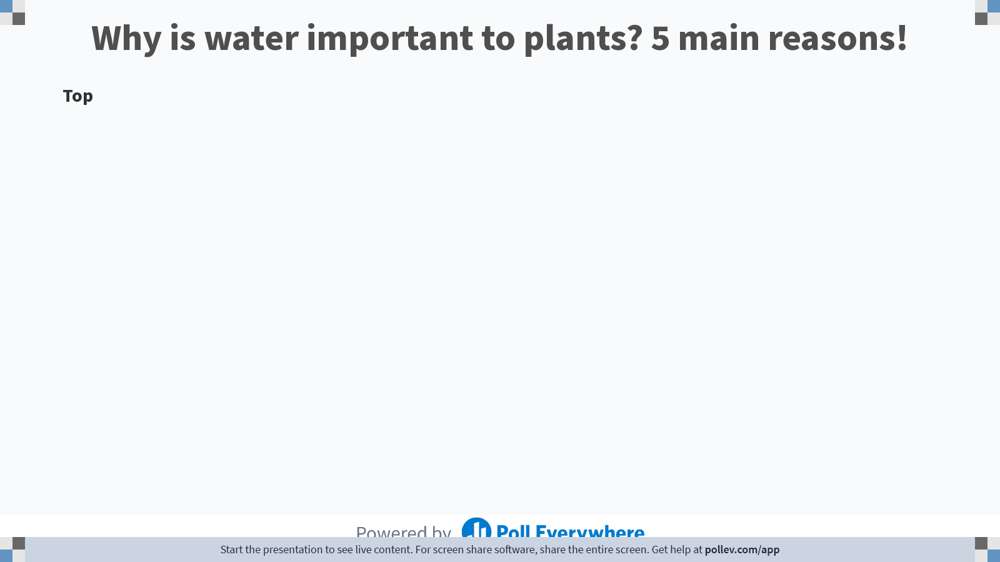 Why is water important to plants? 5 main reasons!
Top
Powered by Poll Everywhere
Start the presentation to see live content. For screen share software, share the entire screen. Get help at pollev.com/app